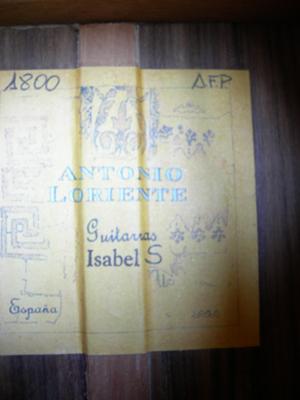 1800 A.F.P.
ANTONIO
LORIENTE
Guitarras
Isabel S
España